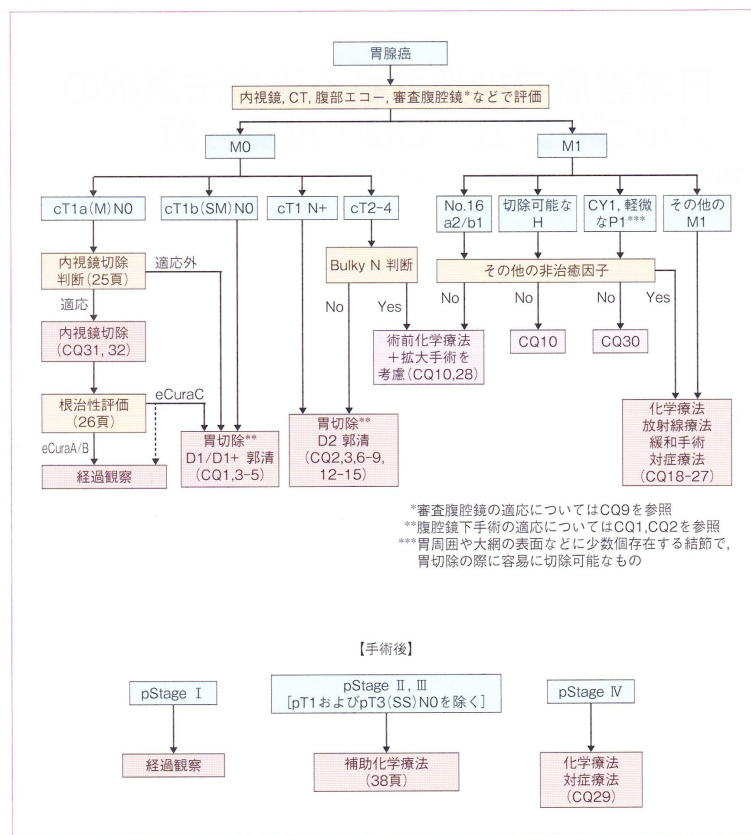 胃腺癌
内視鏡, CT, 腹部エコー, 審査腹腔鏡*などで評価
M0
M1
cT1a(M)N0
cT1b(SM)N0
cT1 N+
cT2-4
No.16
a2/b1
切除可能な
H
CY1, 軽微
なP1***
その他の
M1
内視鏡切除
判断(25頁)
適応外
Bulky N 判断
その他の非治癒因子
適応
No
Yes
No
No
No
Yes
内視鏡切除
(CQ31, 32)
術前化学療法
+拡大手術を
考慮(CQ10,28)
CQ10
CQ30
根治性評価
(26頁)
eCuraC
eCuraA/B
経過観察
胃切除**
D1/D1+ 郭清
(CQ1,3-5)
胃切除**
D2 郭清
(CQ2,3,6-9,
12-15)
化学療法
放射線療法
緩和手術
対症療法
(CQ18-27)
*審査腹腔鏡の適応についてはCQ9を参照
**腹腔鏡下手術の適応についてはCQ1,CQ2を参照
***胃周囲や大網の表面などに少数個存在する結節で,
胃切除の際に容易に切除可能なもの
【手術後】
pStage Ⅰ
pStage Ⅱ, Ⅲ
[pT1およびpT3(SS)N0を除く]
pStage Ⅳ
経過観察
補助化学療法
(38頁)
化学療法
対症療法
(CQ29)